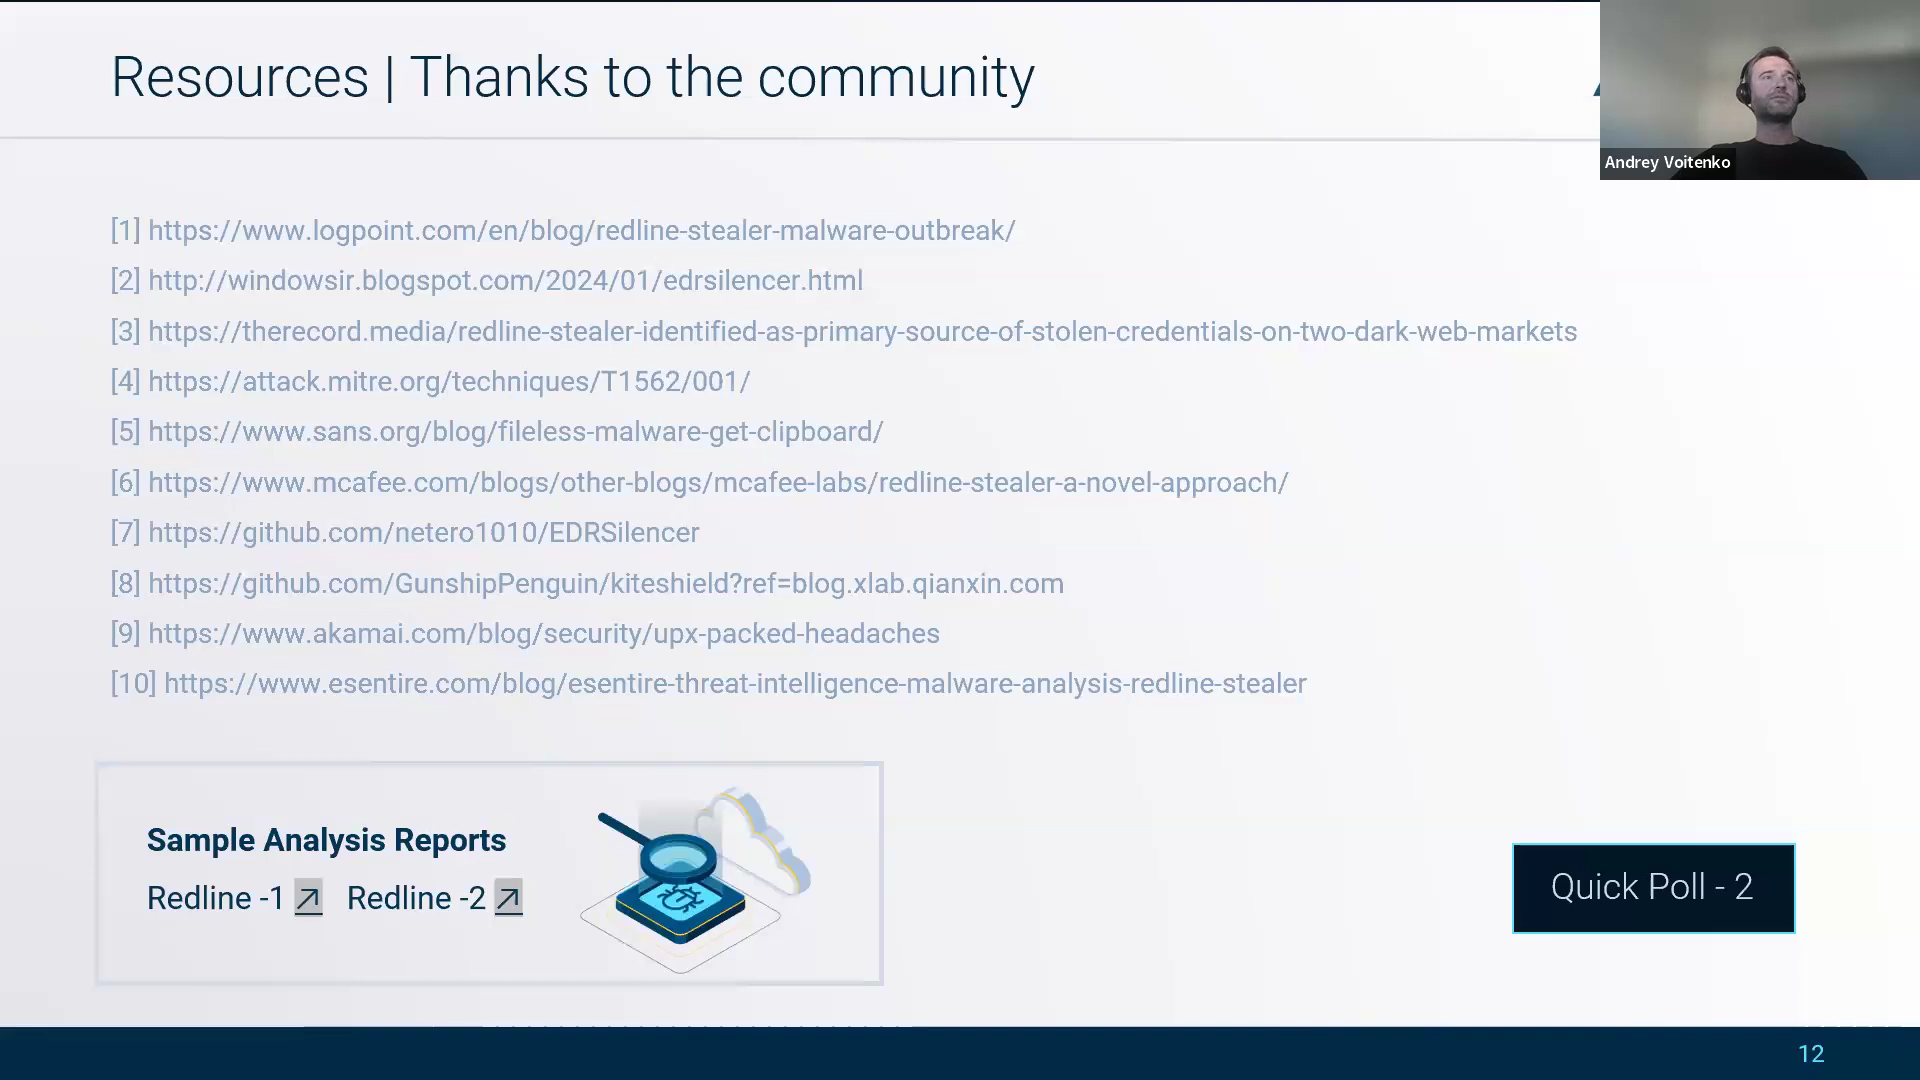 Resources | Thanks to the community
Andrey Voitenko
[1] https://www.logpoint.com/en/blog/redline-stealer-malware-outbreak/
[2] http://windowsir.blogspot.com/2024/01/edrsilencer.html
[3] https://therecord.media/redline-stealer-identified-as-primary-source-of-stolen-credentials-on-two-dark-web-markets
[4] https://attack.mitre.org/techniques/T1562/001/
[5] https://www.sans.org/blog/fileless-malware-get-clipboard/
[6] https://www.mcafee.com/blogs/other-blogs/mcafee-labs/redline-stealer-a-novel-approach/
[7] https://github.com/netero1010/EDRSilencer
[8] https://github.com/GunshipPenguin/kiteshield?ref=blog.xlab.qianxin.com
[9] https://www.akamai.com/blog/security/upx-packed-headaches
[10] https://www.esentire.com/blog/esentire-threat-intelligence-malware-analysis-redline-stealer
Sample Analysis Reports
Redline -1 Redline -2
Quick Poll - 2
12